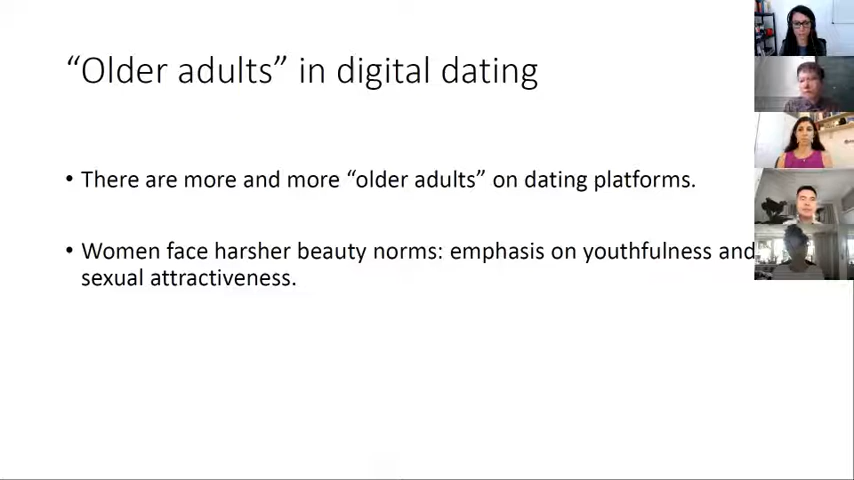 “Older adults” in digital dating
• There are more and more “older adults” on dating platforms.
• Women face harsher beauty norms: emphasis on youthfulness and
sexual attractiveness.